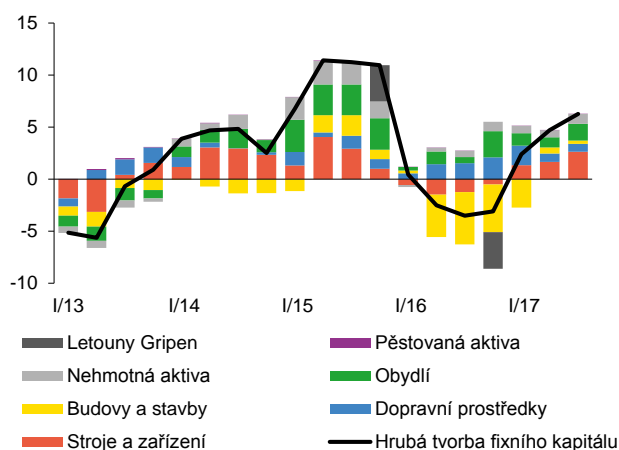 15
10
5
0
-5
-10
I/13 I/14 I/15 I/16 I/17
Letouny Gripen Pěstovaná aktiva
Nehmotná aktiva Obydlí
Budovy a stavby Dopravní prostředky
Stroje a zařízení Hrubá tvorba fixního kapitálu